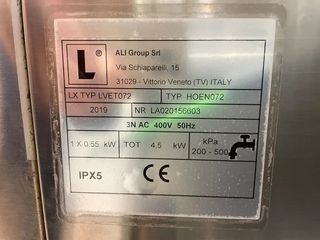 L
ALI Group Srl
Via Schiaparelli, 15
31029 - Vittorio Veneto (TV) ITALY
LX TYP LVET072 TYP HOEN072
2019 NR LA020156603
3N AC 400V 50Hz
1 X 0.55 kW TOT 4,5 kW kPa
200 - 500
IPX5 CE